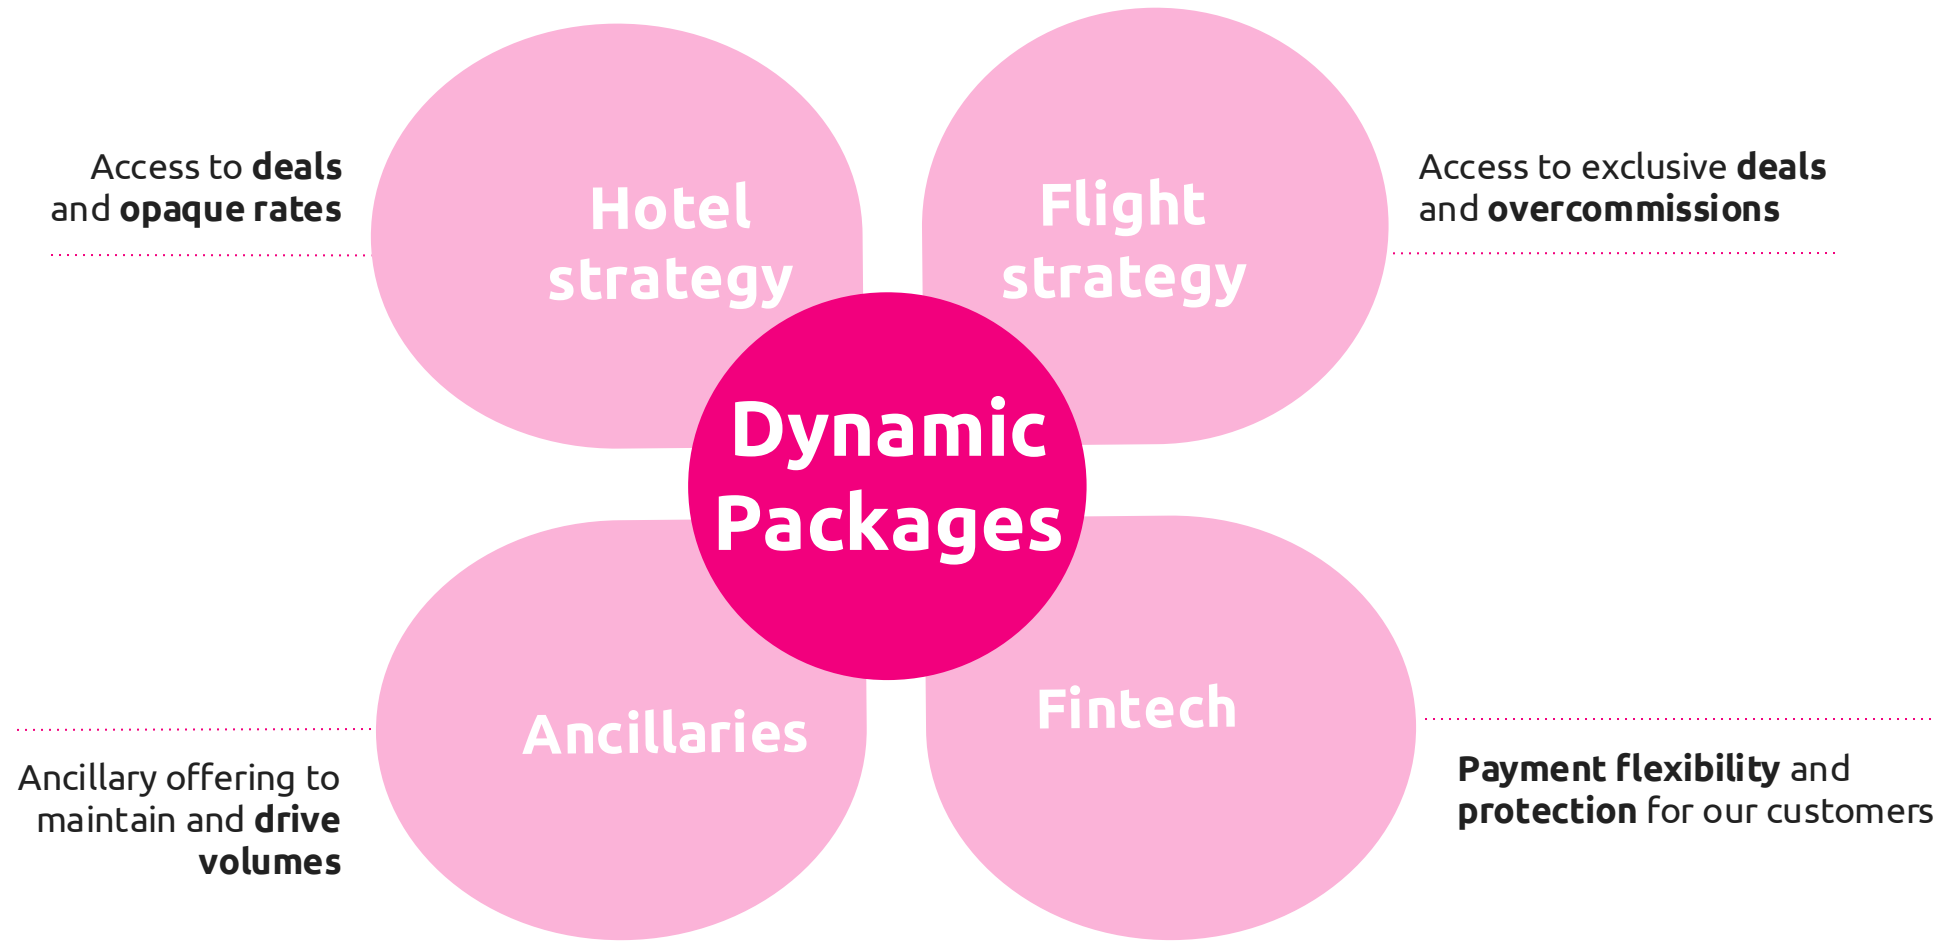 Access to deals
and opaque rates
Hotel
strategy
Flight
strategy
Access to exclusive deals
and overcommissions
Dynamic
Packages
Ancillaries
Ancillary offering to
maintain and drive
volumes
Fintech
Payment flexibility and
protection for our customers